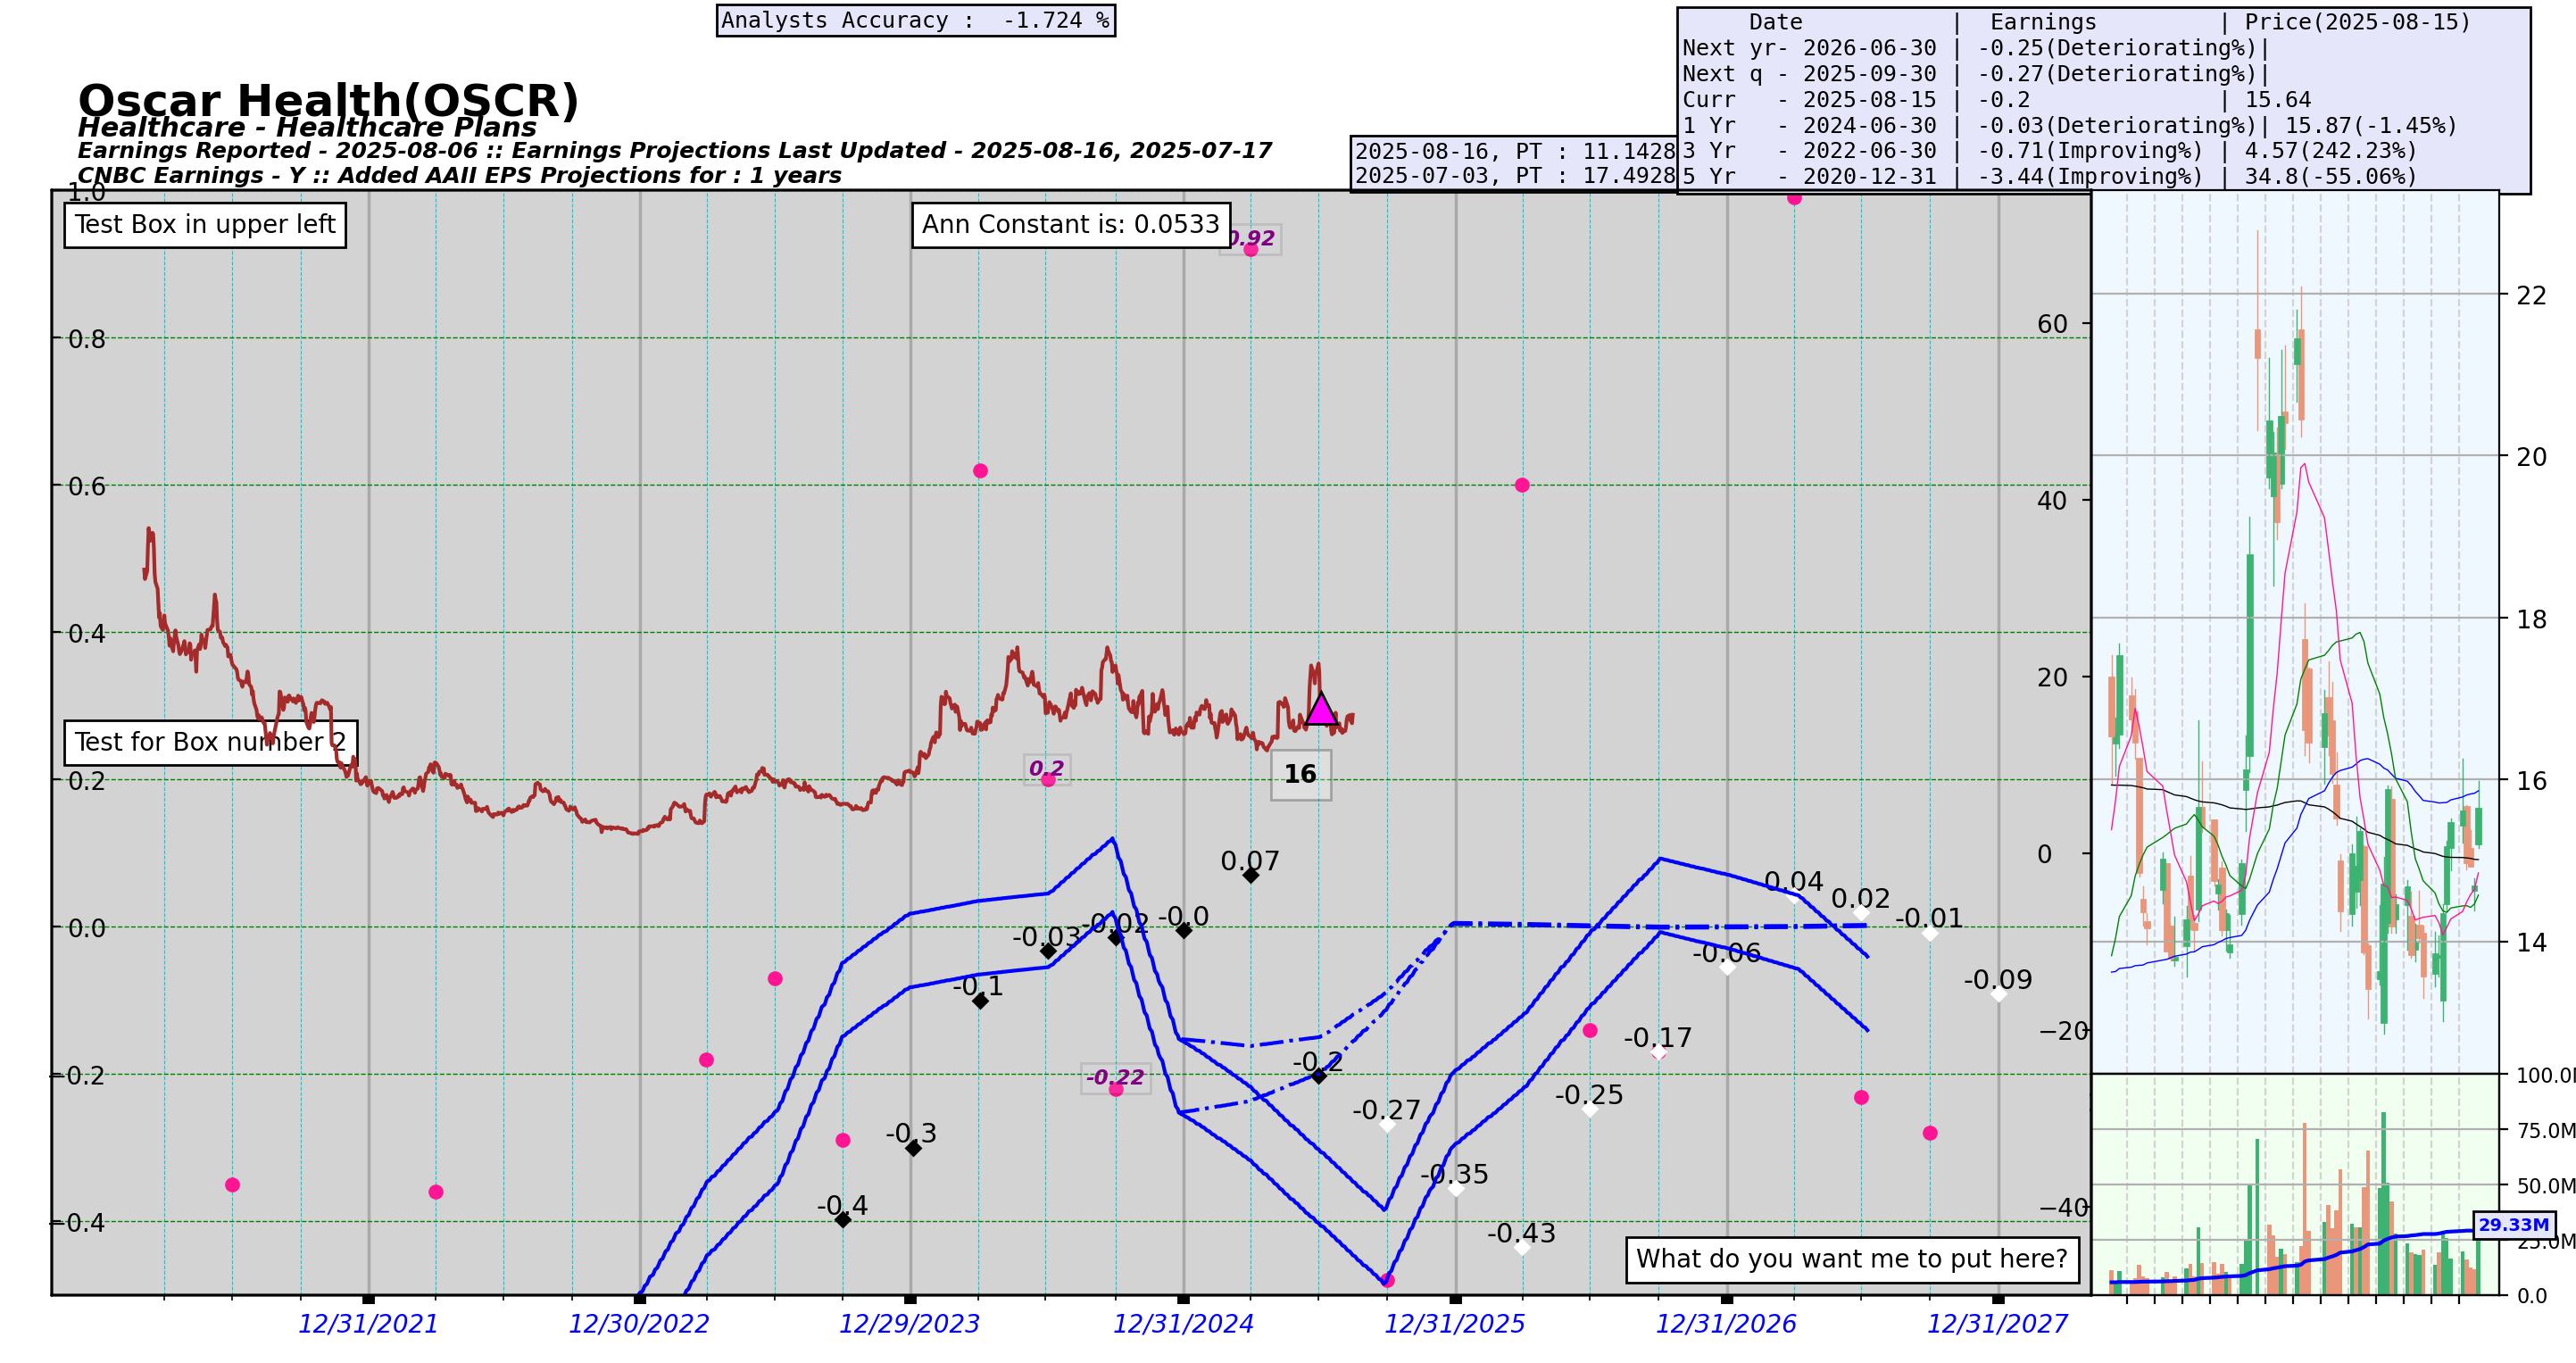 Analysts Accuracy :  -1.724 %
Date | Earnings | Price(2025-08-15)
Next yr- 2026-06-30 | -0.25(Deteriorating%)|
Next q - 2025-09-30 | -0.27(Deteriorating%)|
Curr - 2025-08-15 | -0.2 | 15.64
1 Yr - 2024-06-30 | -0.03(Deteriorating%)| 15.87(-1.45%)
3 Yr - 2022-06-30 | -0.71(Improving%) | 4.57(242.23%)
5 Yr - 2020-12-31 | -3.44(Improving%) | 34.8(-55.06%)
Oscar Health(OSCR)
Healthcare - Healthcare Plans
Earnings Reported - 2025-08-06 :: Earnings Projections Last Updated - 2025-08-16, 2025-07-17
CNBC Earnings - Y :: Added AAII EPS Projections for : 1 years
2025-08-16, PT : 11.1428
2025-07-03, PT : 17.4928
1.0
0.8
0.6
0.4
0.2
0.0
-0.2
-0.4
Test Box in upper left
Ann Constant is: 0.0533
0.92
Test for Box number 2
0.2
16
0.07
-0.03
-0.02
-0.0
-0.1
-0.22
-0.2
-0.3
-0.4
-0.27
-0.35
-0.43
-0.25
-0.17
-0.06
0.04
0.02
-0.01
-0.09
What do you want me to put here?
60
40
20
0
−20
−40
22
20
18
16
14
100.0M
75.0M
50.0M
29.33M
25.0M
0.0
12/31/2021
12/30/2022
12/29/2023
12/31/2024
12/31/2025
12/31/2026
12/31/2027